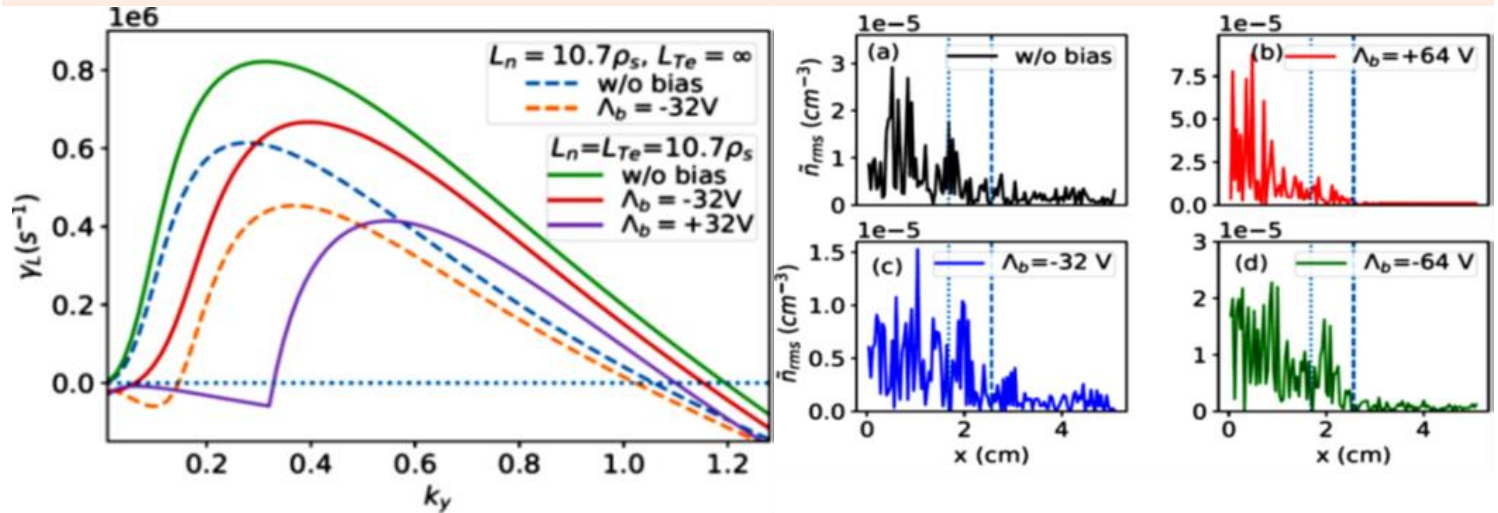 1e6
L_n = 10.7ρ_s, L_Te = ∞
w/o bias
Λ_b = -32V
L_n=L_Te=10.7ρ_s
w/o bias
Λ_b = -32V
Λ_b = +32V
γ_L(s⁻¹)
0.8
0.6
0.4
0.2
0.0
0.2 0.4 0.6 0.8 1.0 1.2
k_y
1e−5
(a) w/o bias
ñ_rms (cm⁻³)
3
2
1
0
1e−5
(b) Λ_b=+64 V
7.5
5.0
2.5
0.0
1e−5
(c) Λ_b=-32 V
ñ_rms (cm⁻³)
1.5
1.0
0.5
0.0
0 2 4
x (cm)
1e−5
(d) Λ_b=-64 V
3
2
1
0
0 2 4
x (cm)